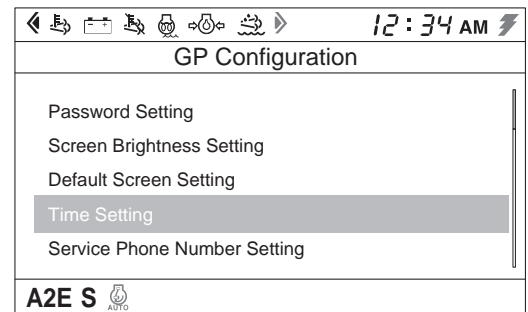 12:34 AM
GP Configuration
Password Setting
Screen Brightness Setting
Default Screen Setting
Time Setting
Service Phone Number Setting
A2E S AUTO